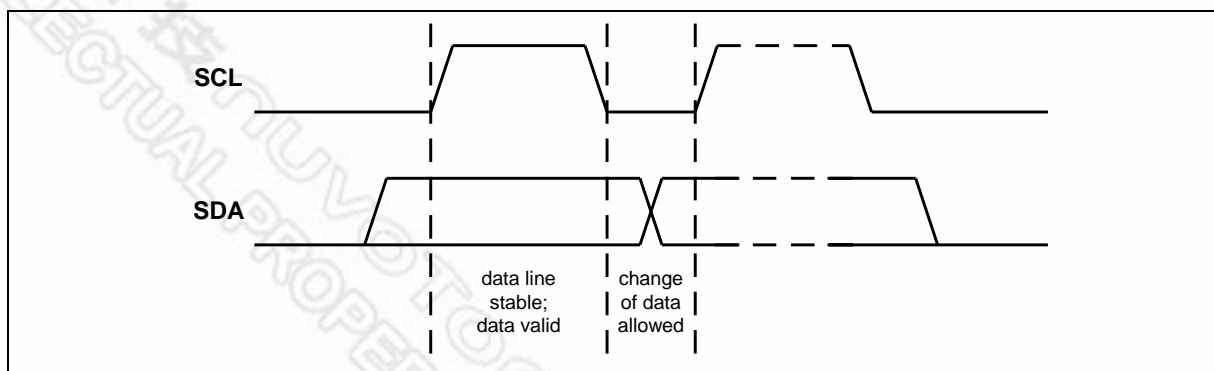 SCL
SDA
data line
stable;
data valid
change
of data
allowed